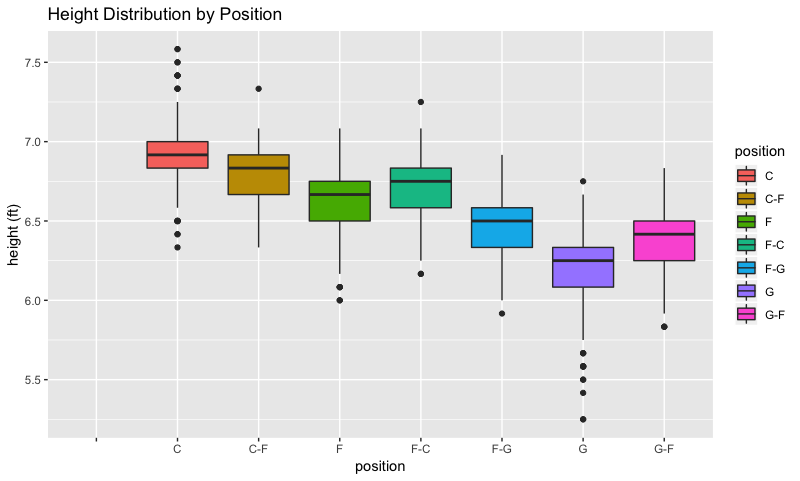 Height Distribution by Position
height (ft)
7.5
7.0
6.5
6.0
5.5
C C-F F F-C F-G G G-F
position
position
C
C-F
F
F-C
F-G
G
G-F